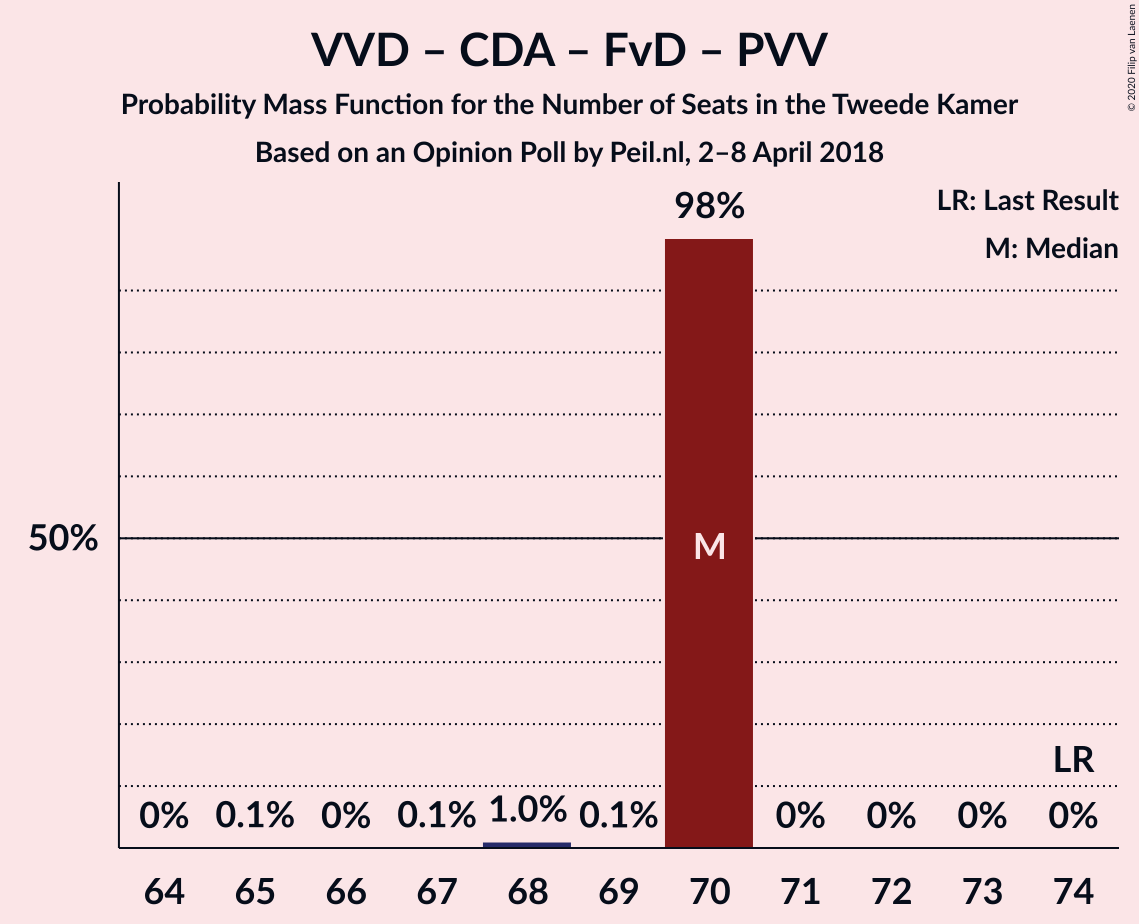 VVD – CDA – FvD – PVV
Probability Mass Function for the Number of Seats in the Tweede Kamer
Based on an Opinion Poll by Peil.nl, 2–8 April 2018
© 2020 Filip van Laenen
LR: Last Result
M: Median
98%
50%
M
LR
0% 0.1% 0% 0.1% 1.0% 0.1% 0% 0% 0% 0%
64 65 66 67 68 69 70 71 72 73 74